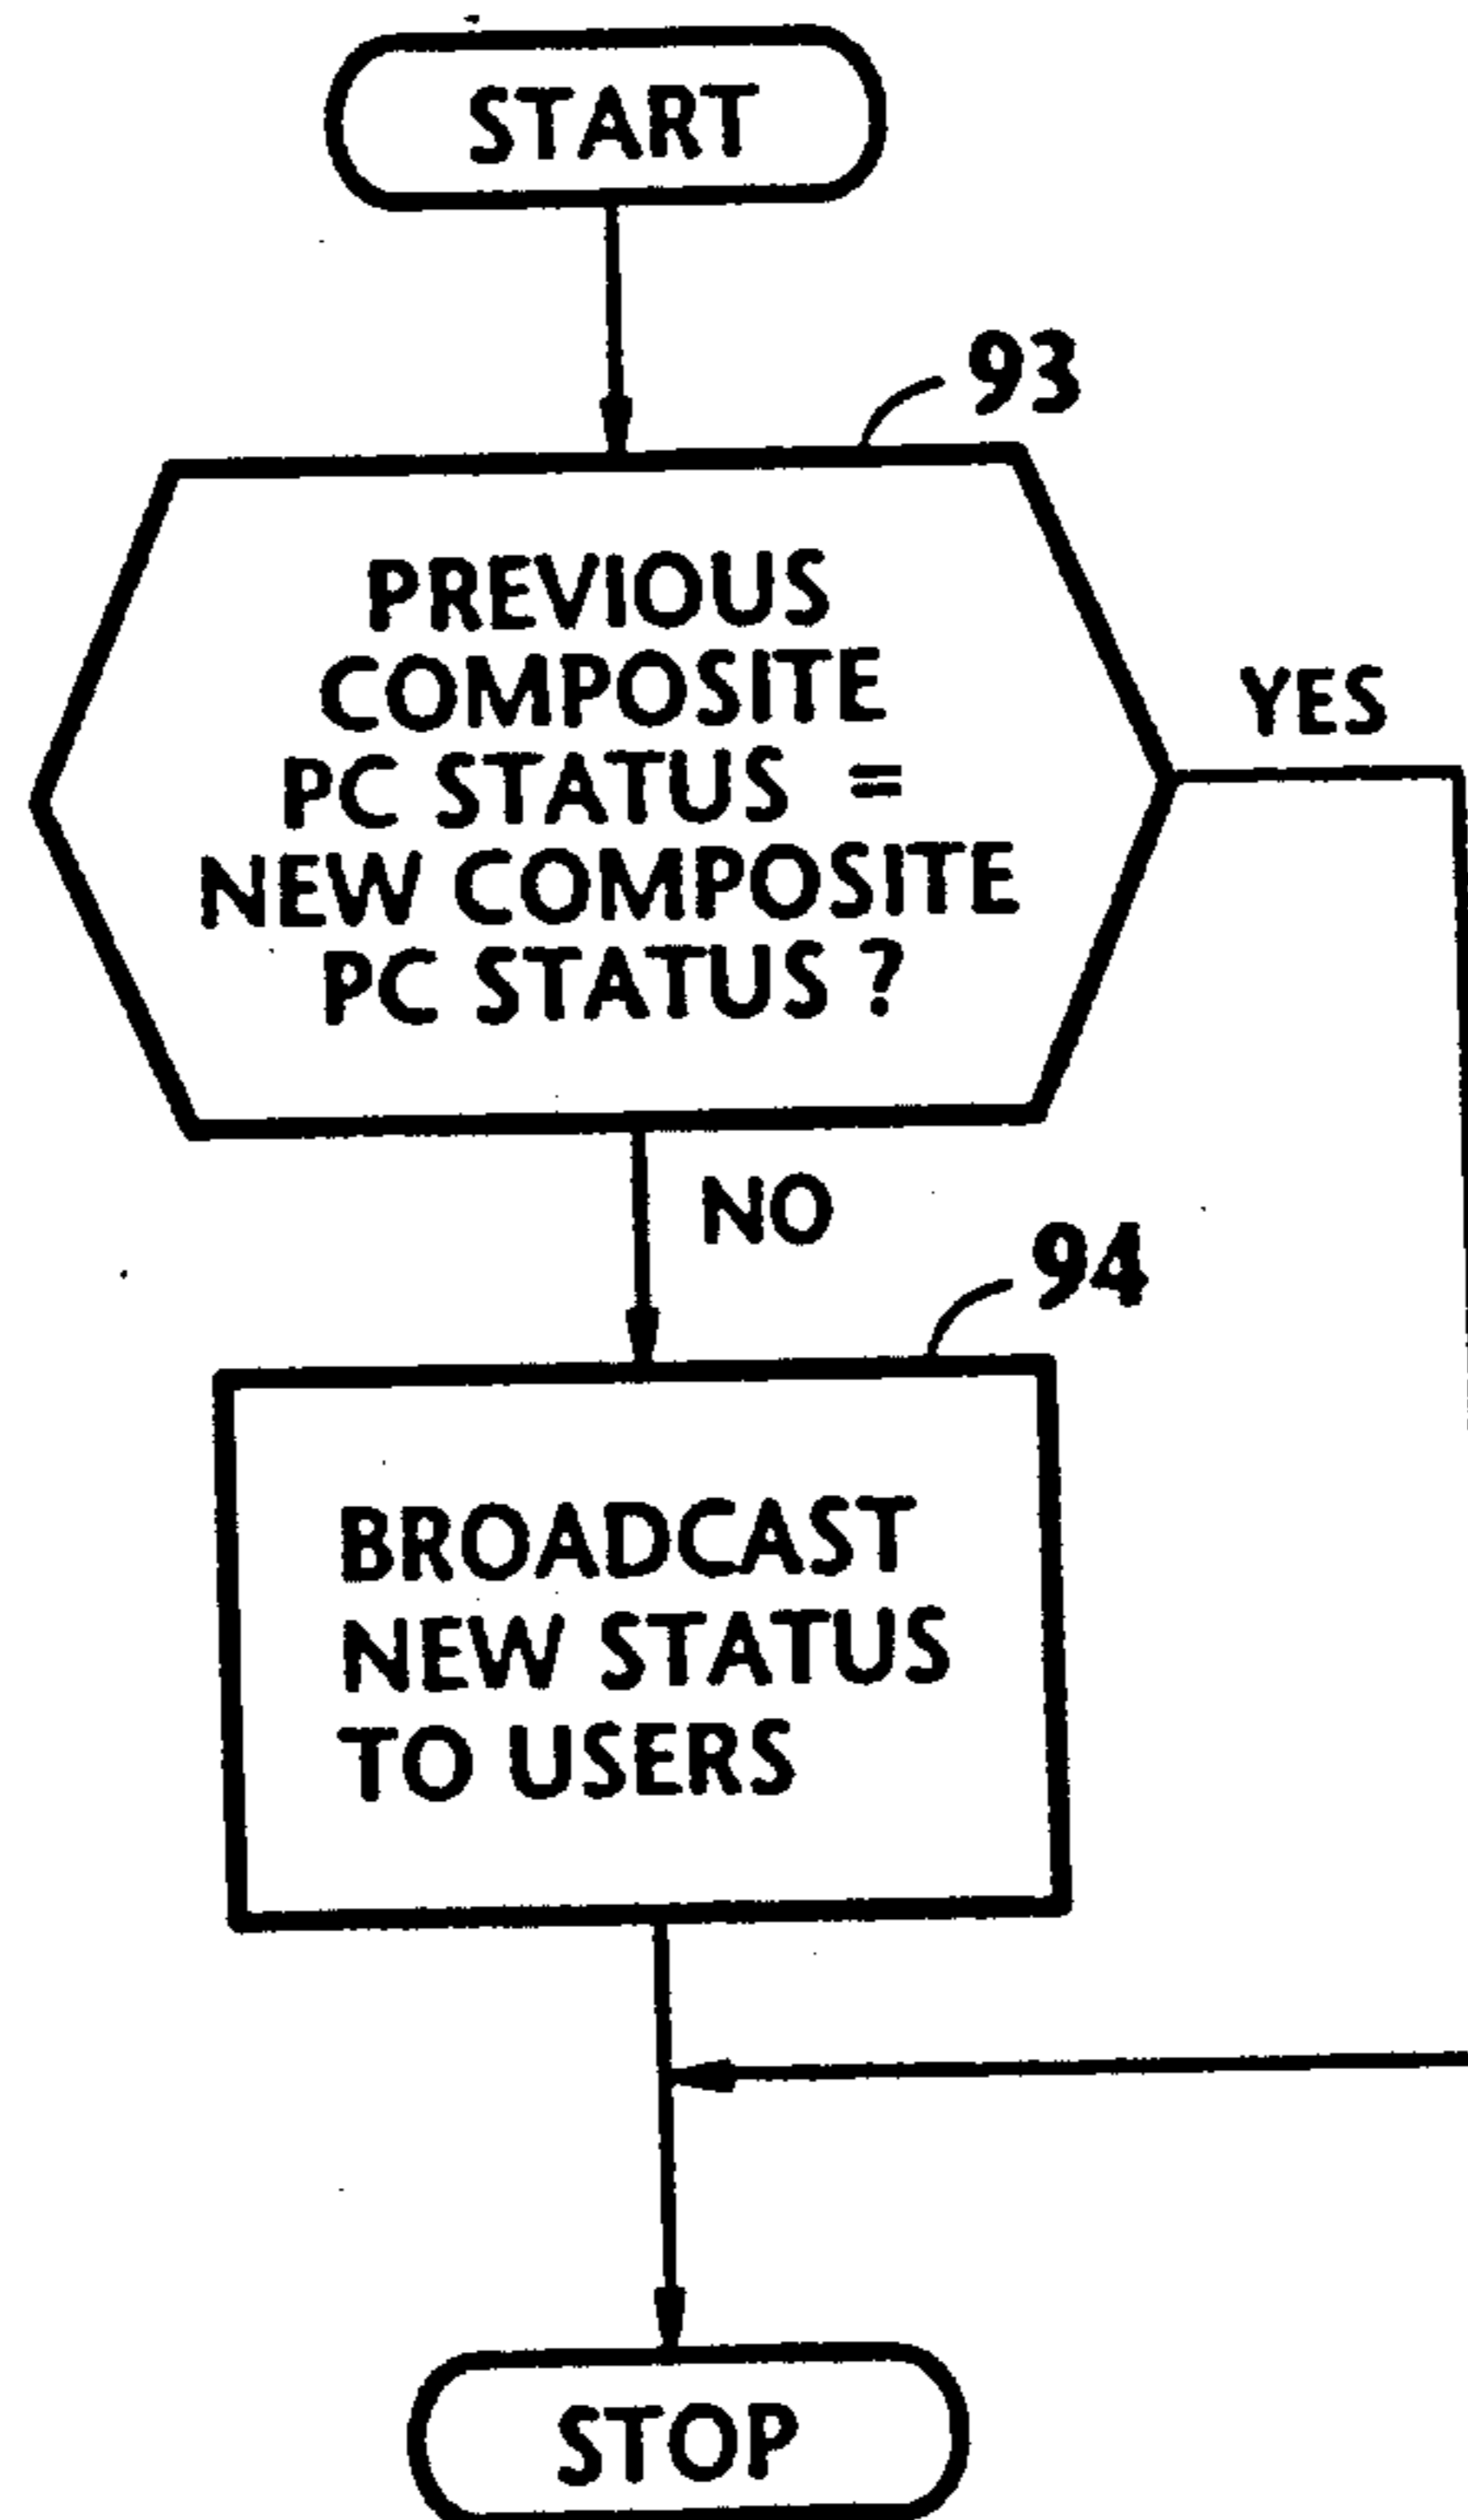 START
93
PREVIOUS
COMPOSITE
PC STATUS =
NEW COMPOSITE
PC STATUS ?
YES
NO
94
BROADCAST
NEW STATUS
TO USERS
STOP